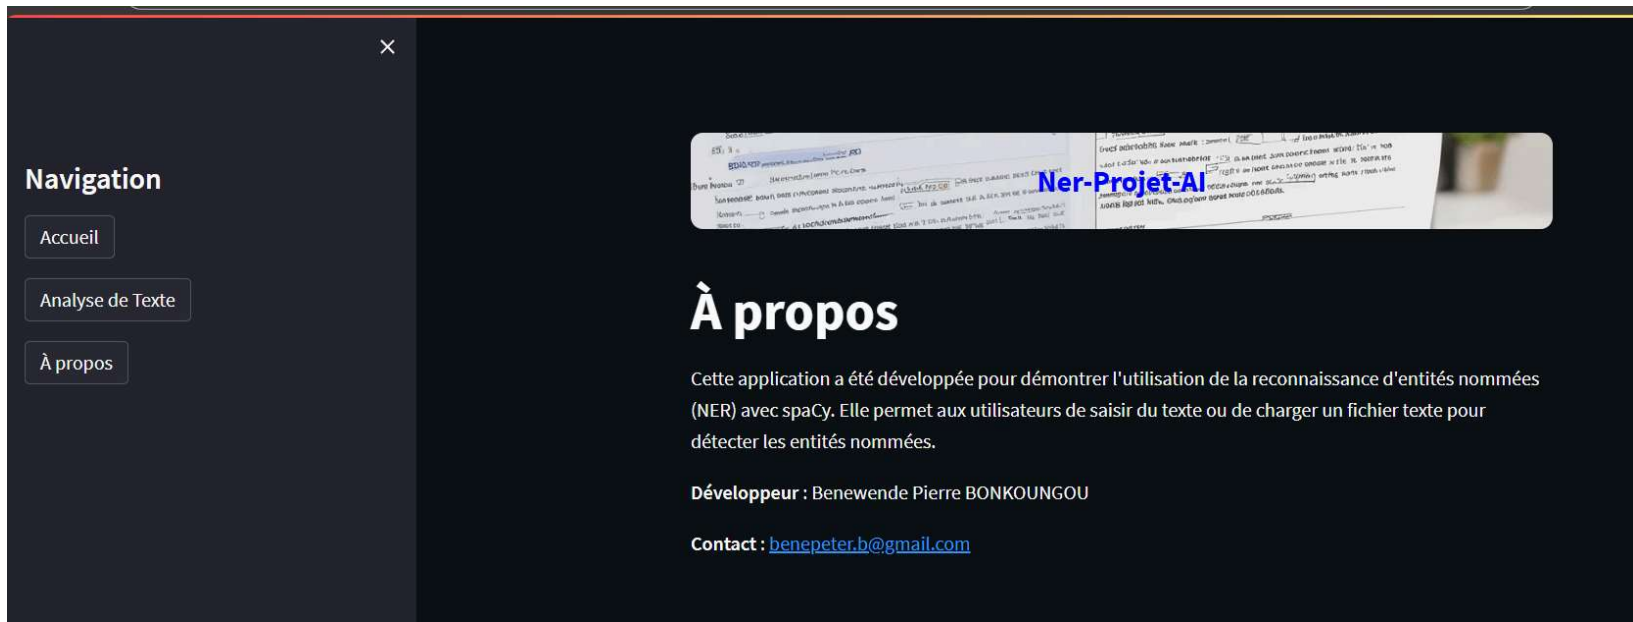 Navigation
Accueil
Analyse de Texte
À propos
Ner-Projet-AI
À propos
Cette application a été développée pour démontrer l'utilisation de la reconnaissance d'entités nommées
(NER) avec spaCy. Elle permet aux utilisateurs de saisir du texte ou de charger un fichier texte pour
détecter les entités nommées.
Développeur : Benewende Pierre BONKOUNGOU
Contact : benepeter.b@gmail.com